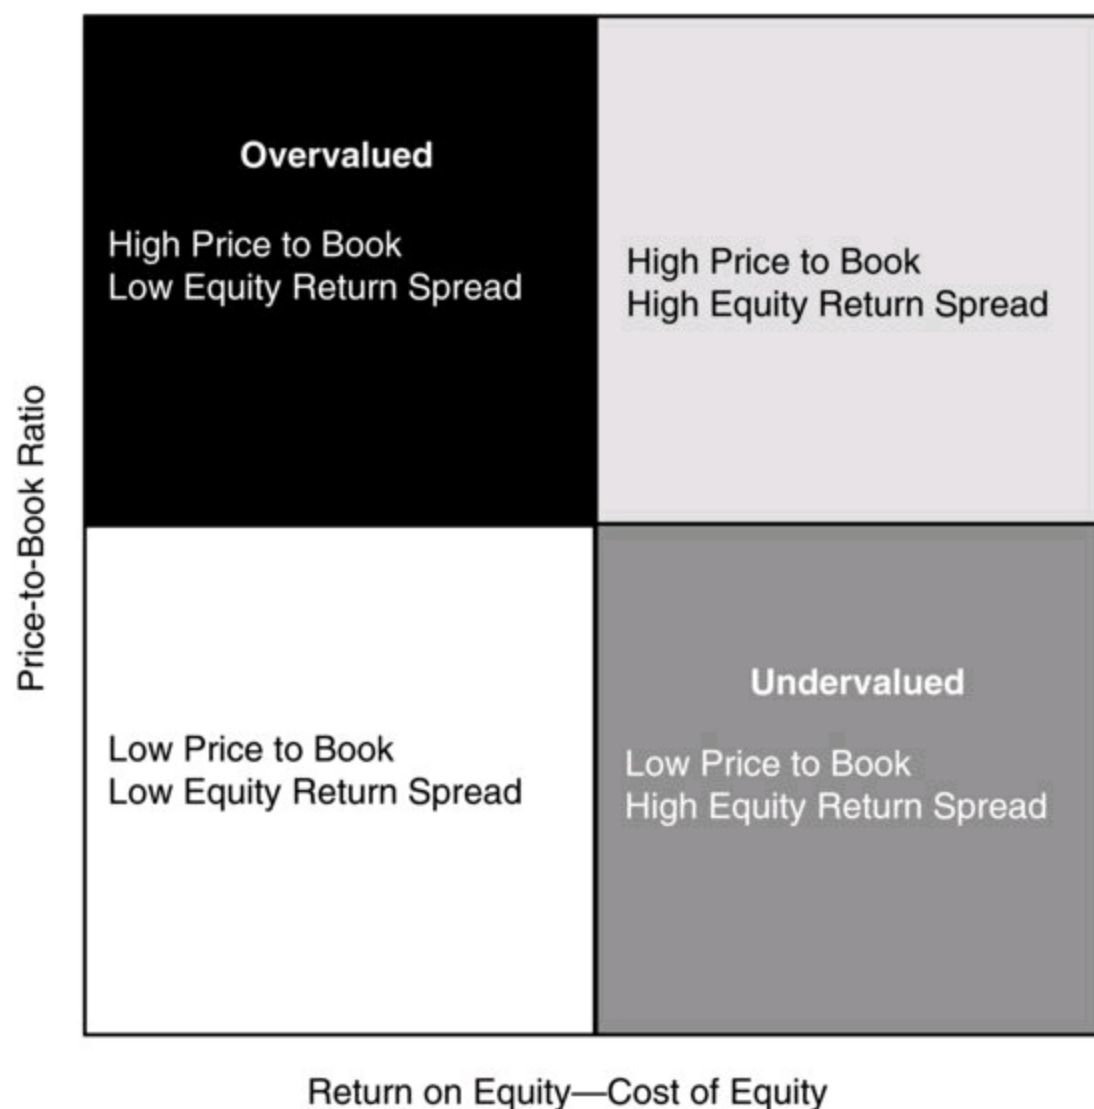 Overvalued
High Price to Book
Low Equity Return Spread
High Price to Book
High Equity Return Spread
Price-to-Book Ratio
Low Price to Book
Low Equity Return Spread
Undervalued
Low Price to Book
High Equity Return Spread
Return on Equity—Cost of Equity